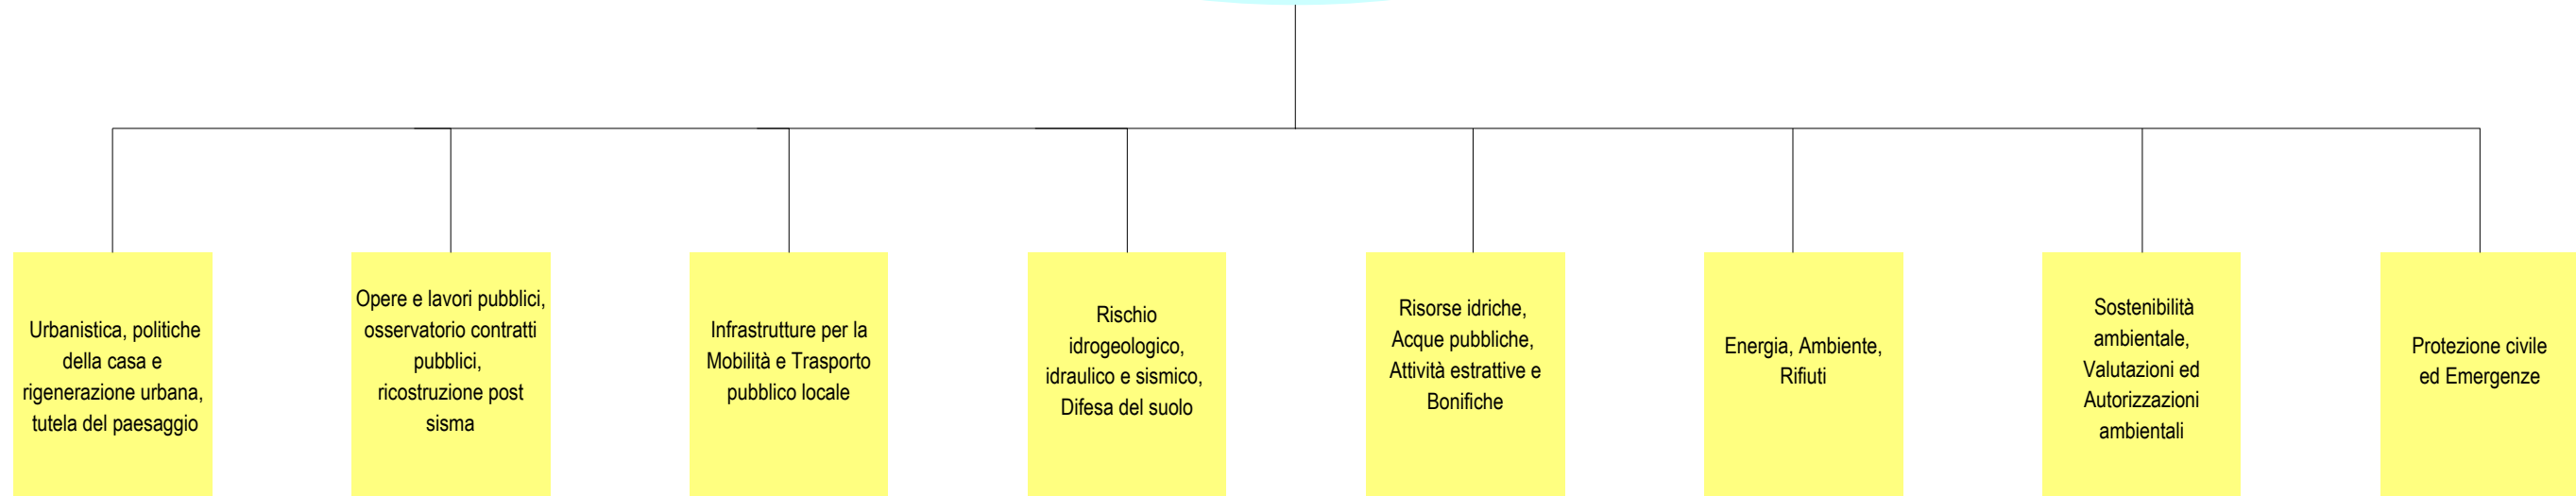 Urbanistica, politiche
della casa e
rigenerazione urbana,
tutela del paesaggio
Opere e lavori pubblici,
osservatorio contratti
pubblici,
ricostruzione post
sisma
Infrastrutture per la
Mobilità e Trasporto
pubblico locale
Rischio
idrogeologico,
idraulico e sismico,
Difesa del suolo
Risorse idriche,
Acque pubbliche,
Attività estrattive e
Bonifiche
Energia, Ambiente,
Rifiuti
Sostenibilità
ambientale,
Valutazioni ed
Autorizzazioni
ambientali
Protezione civile
ed Emergenze